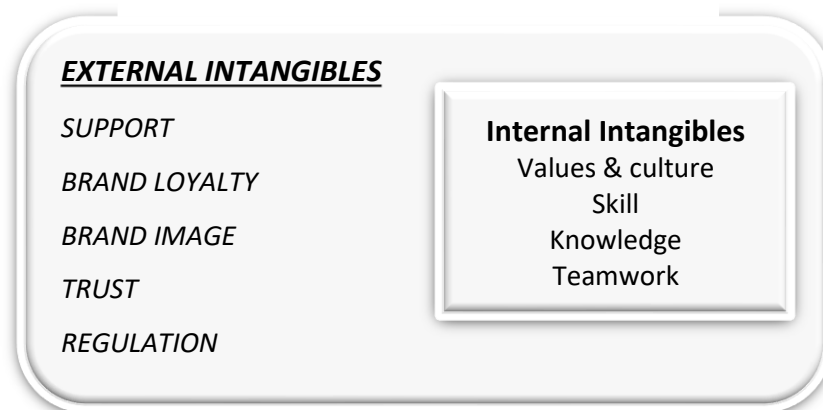 EXTERNAL INTANGIBLES
SUPPORT
BRAND LOYALTY
BRAND IMAGE
TRUST
REGULATION
Internal Intangibles
Values & culture
Skill
Knowledge
Teamwork